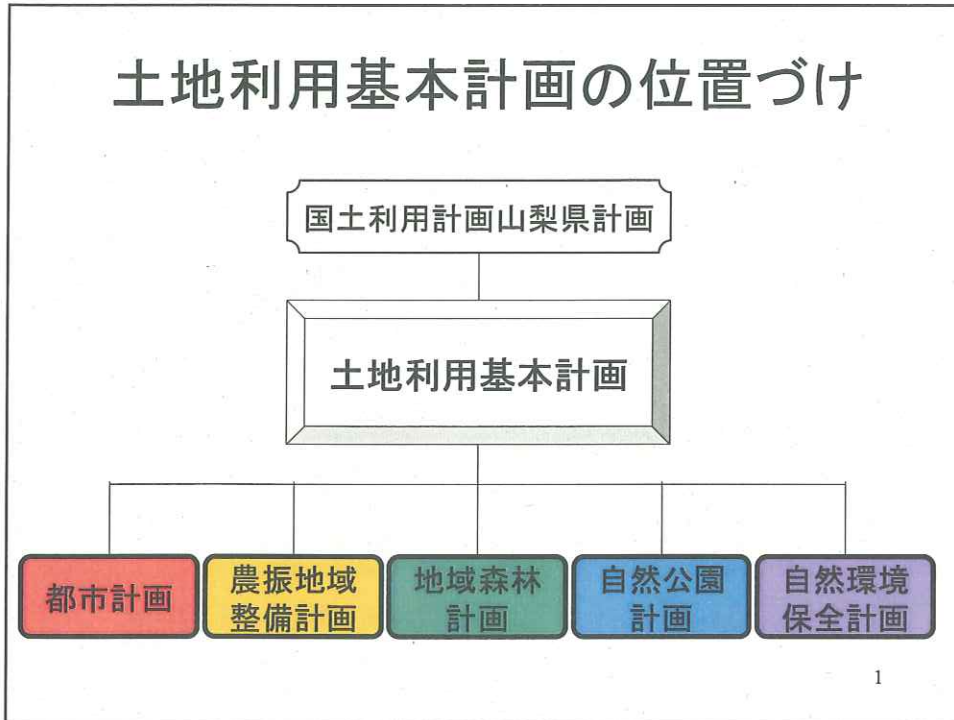 土地利用基本計画の位置づけ
国土利用計画山梨県計画
土地利用基本計画
都市計画
農振地域
整備計画
地域森林
計画
自然公園
計画
自然環境
保全計画
1